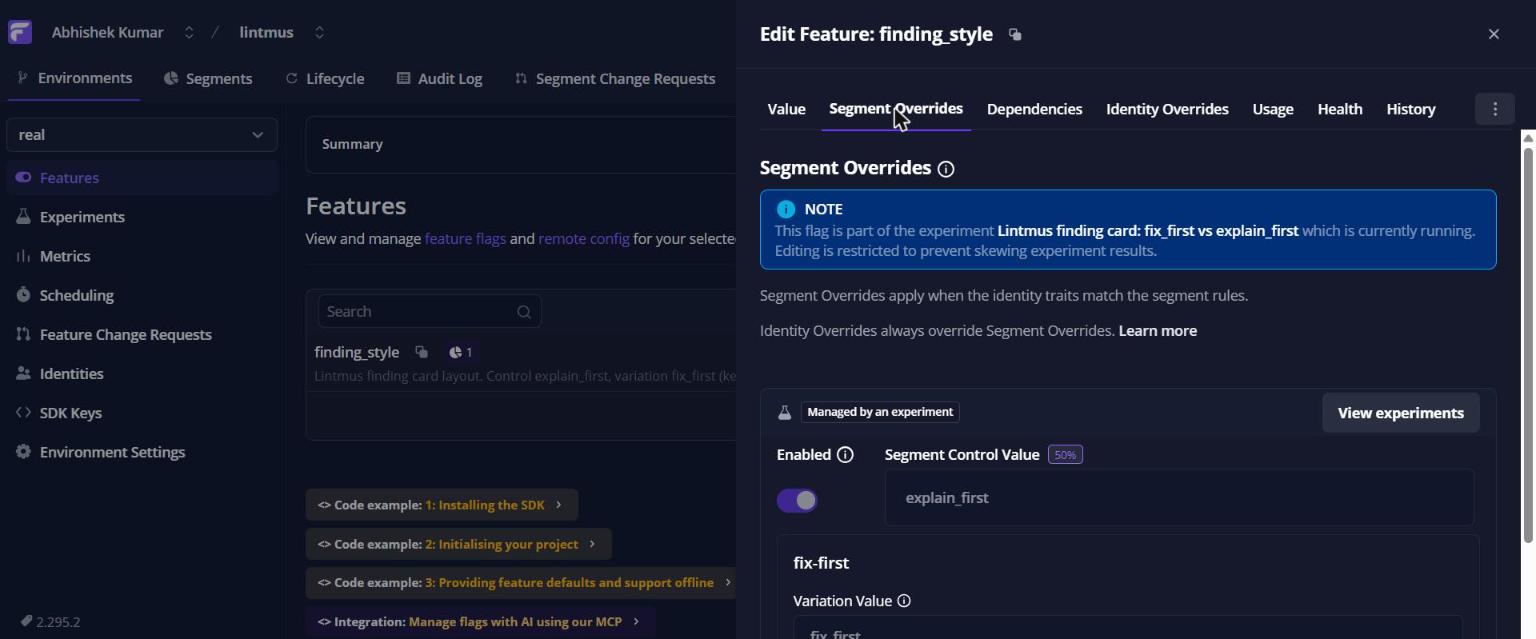 Abhishek Kumar / lintmus
Environments Segments Lifecycle Audit Log Segment Change Requests
real
Features
Experiments
Metrics
Scheduling
Feature Change Requests
Identities
SDK Keys
Environment Settings
2.295.2
Summary
Features
View and manage feature flags and remote config for your selecte
Search
finding_style 1
Lintmus finding card layout. Control explain_first, variation fix_first (ke
<> Code example: 1: Installing the SDK
<> Code example: 2: Initialising your project
<> Code example: 3: Providing feature defaults and support offline
<> Integration: Manage flags with AI using our MCP
Edit Feature: finding_style
Value Segment Overrides Dependencies Identity Overrides Usage Health History
Segment Overrides
NOTE
This flag is part of the experiment Lintmus finding card: fix_first vs explain_first which is currently running.
Editing is restricted to prevent skewing experiment results.
Segment Overrides apply when the identity traits match the segment rules.
Identity Overrides always override Segment Overrides. Learn more
Managed by an experiment
View experiments
Enabled
Segment Control Value 50%
explain_first
fix-first
Variation Value
fix_first